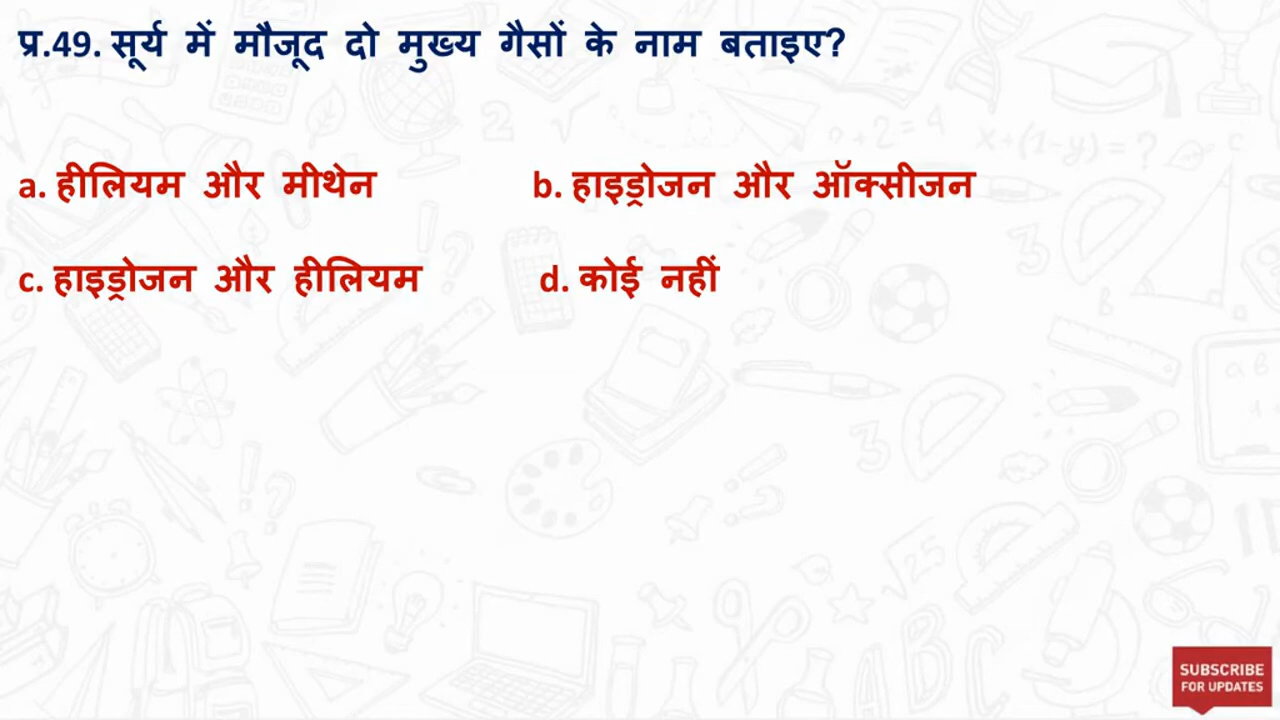 प्र.49. सूर्य में मौजूद दो मुख्य गैसों के नाम बताइए?
a. हीलियम और मीथेन b. हाइड्रोजन और ऑक्सीजन
c. हाइड्रोजन और हीलियम d. कोई नहीं
SUBSCRIBE
FOR UPDATES